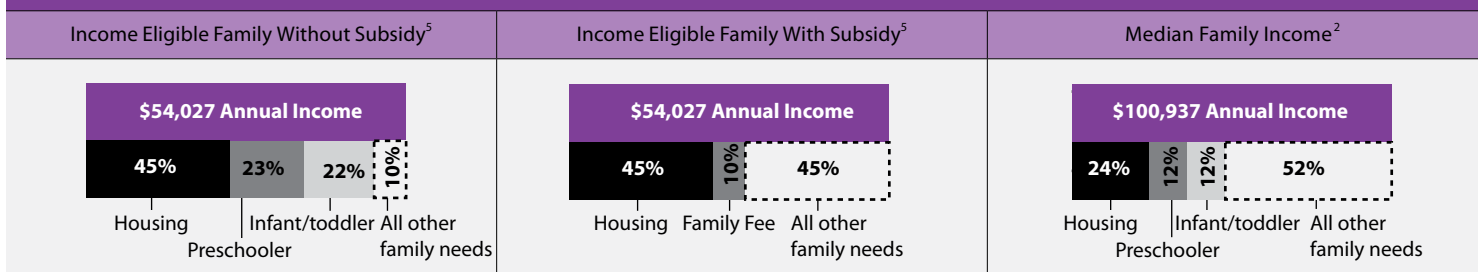 Income Eligible Family Without Subsidy⁵
$54,027 Annual Income
45%
23%
22%
10%
Housing
Preschooler
Infant/toddler
All other
family needs
Income Eligible Family With Subsidy⁵
$54,027 Annual Income
45%
10%
45%
Housing
Family Fee
All other
family needs
Median Family Income²
$100,937 Annual Income
24%
12%
12%
52%
Housing
Preschooler
Infant/toddler
All other
family needs